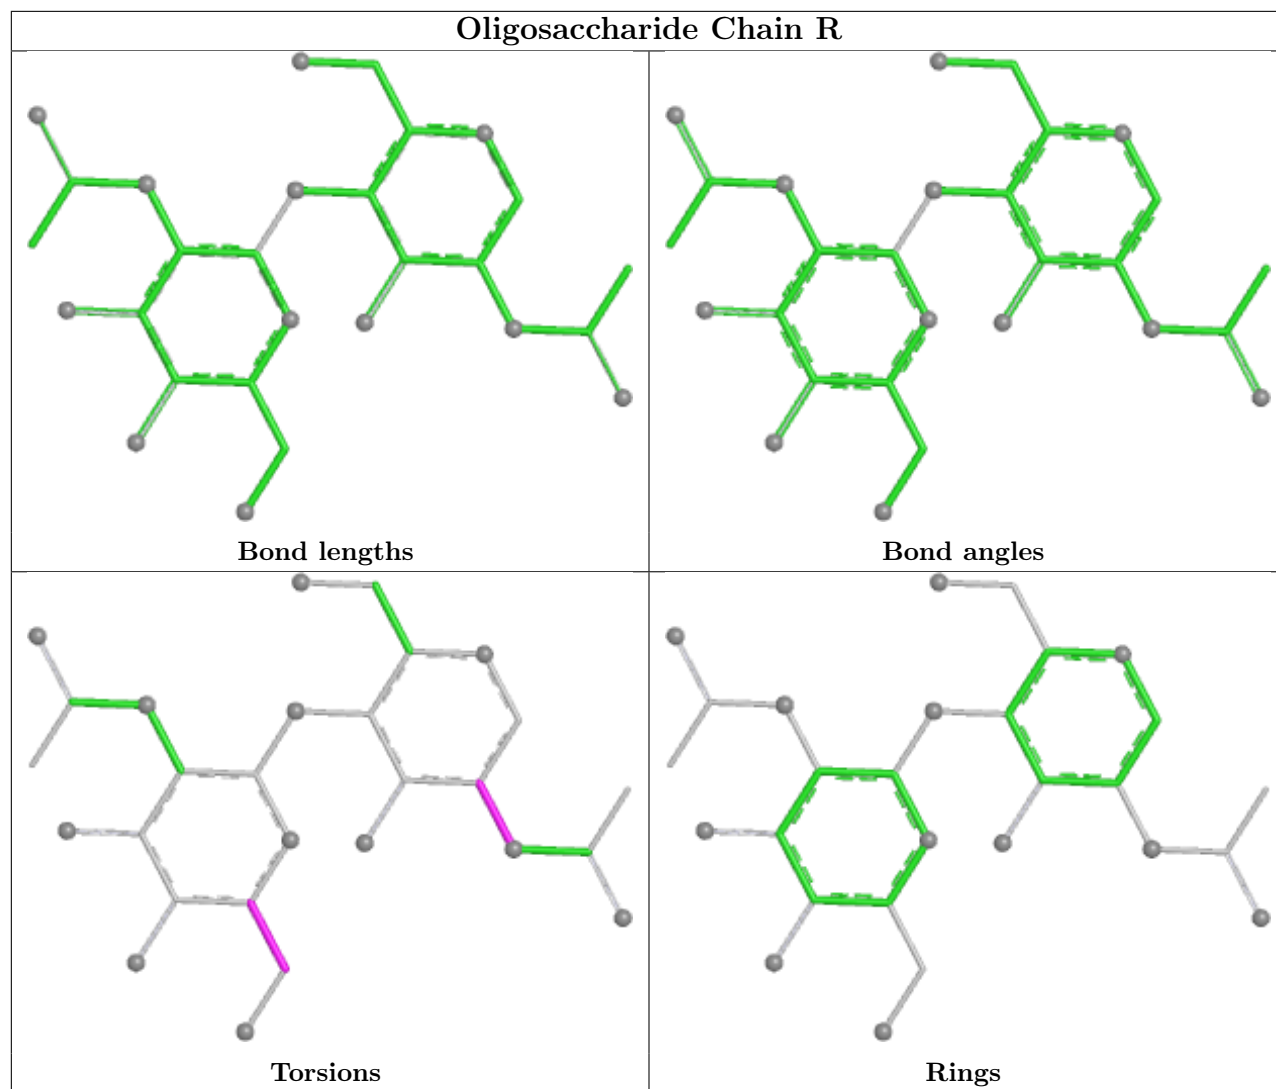 Oligosaccharide Chain R
Bond lengths
Bond angles
Torsions
Rings